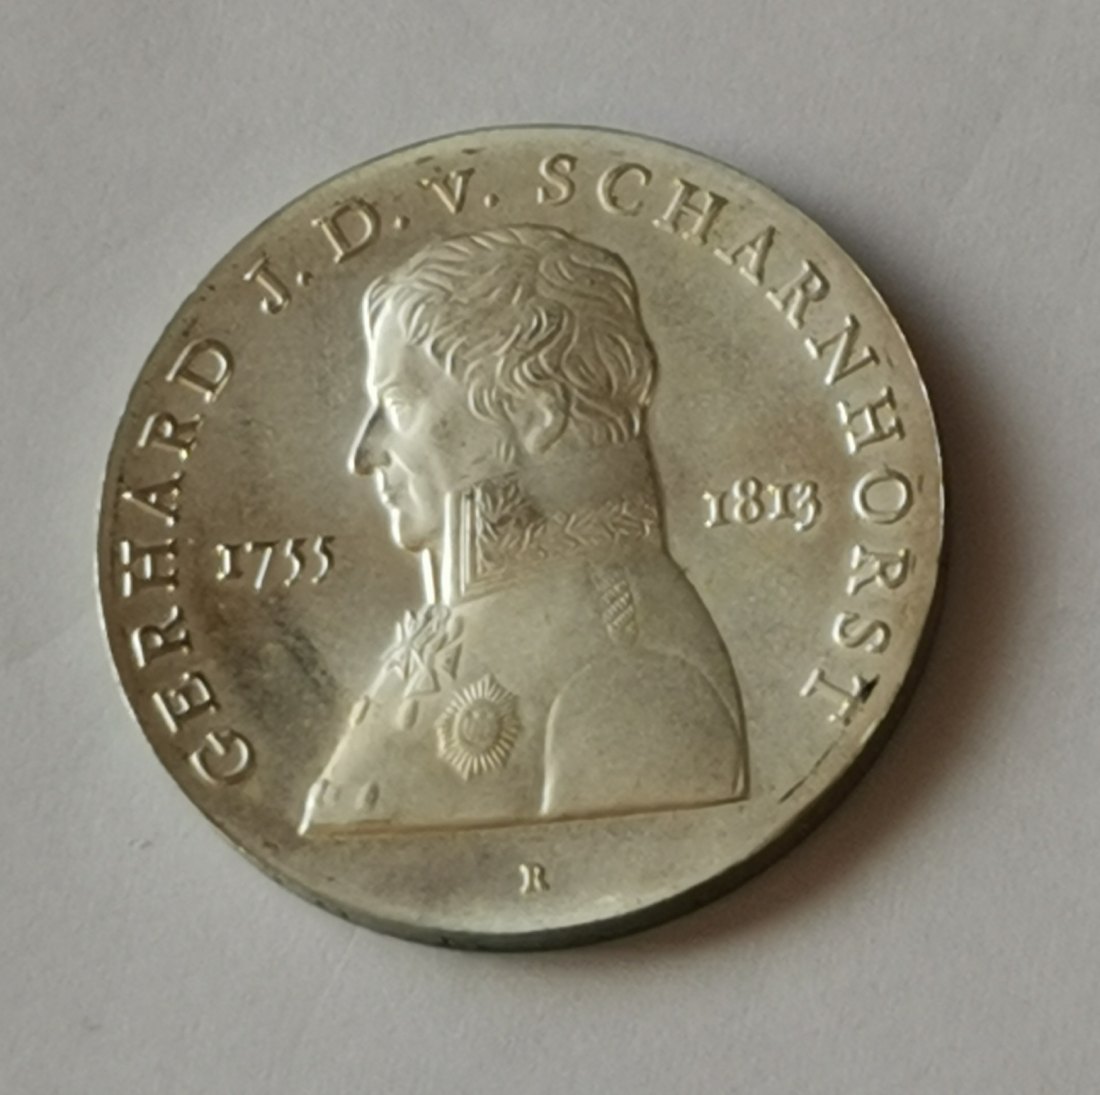 GERHARD J. D. V. SCHARNHORST
1755
1813
R